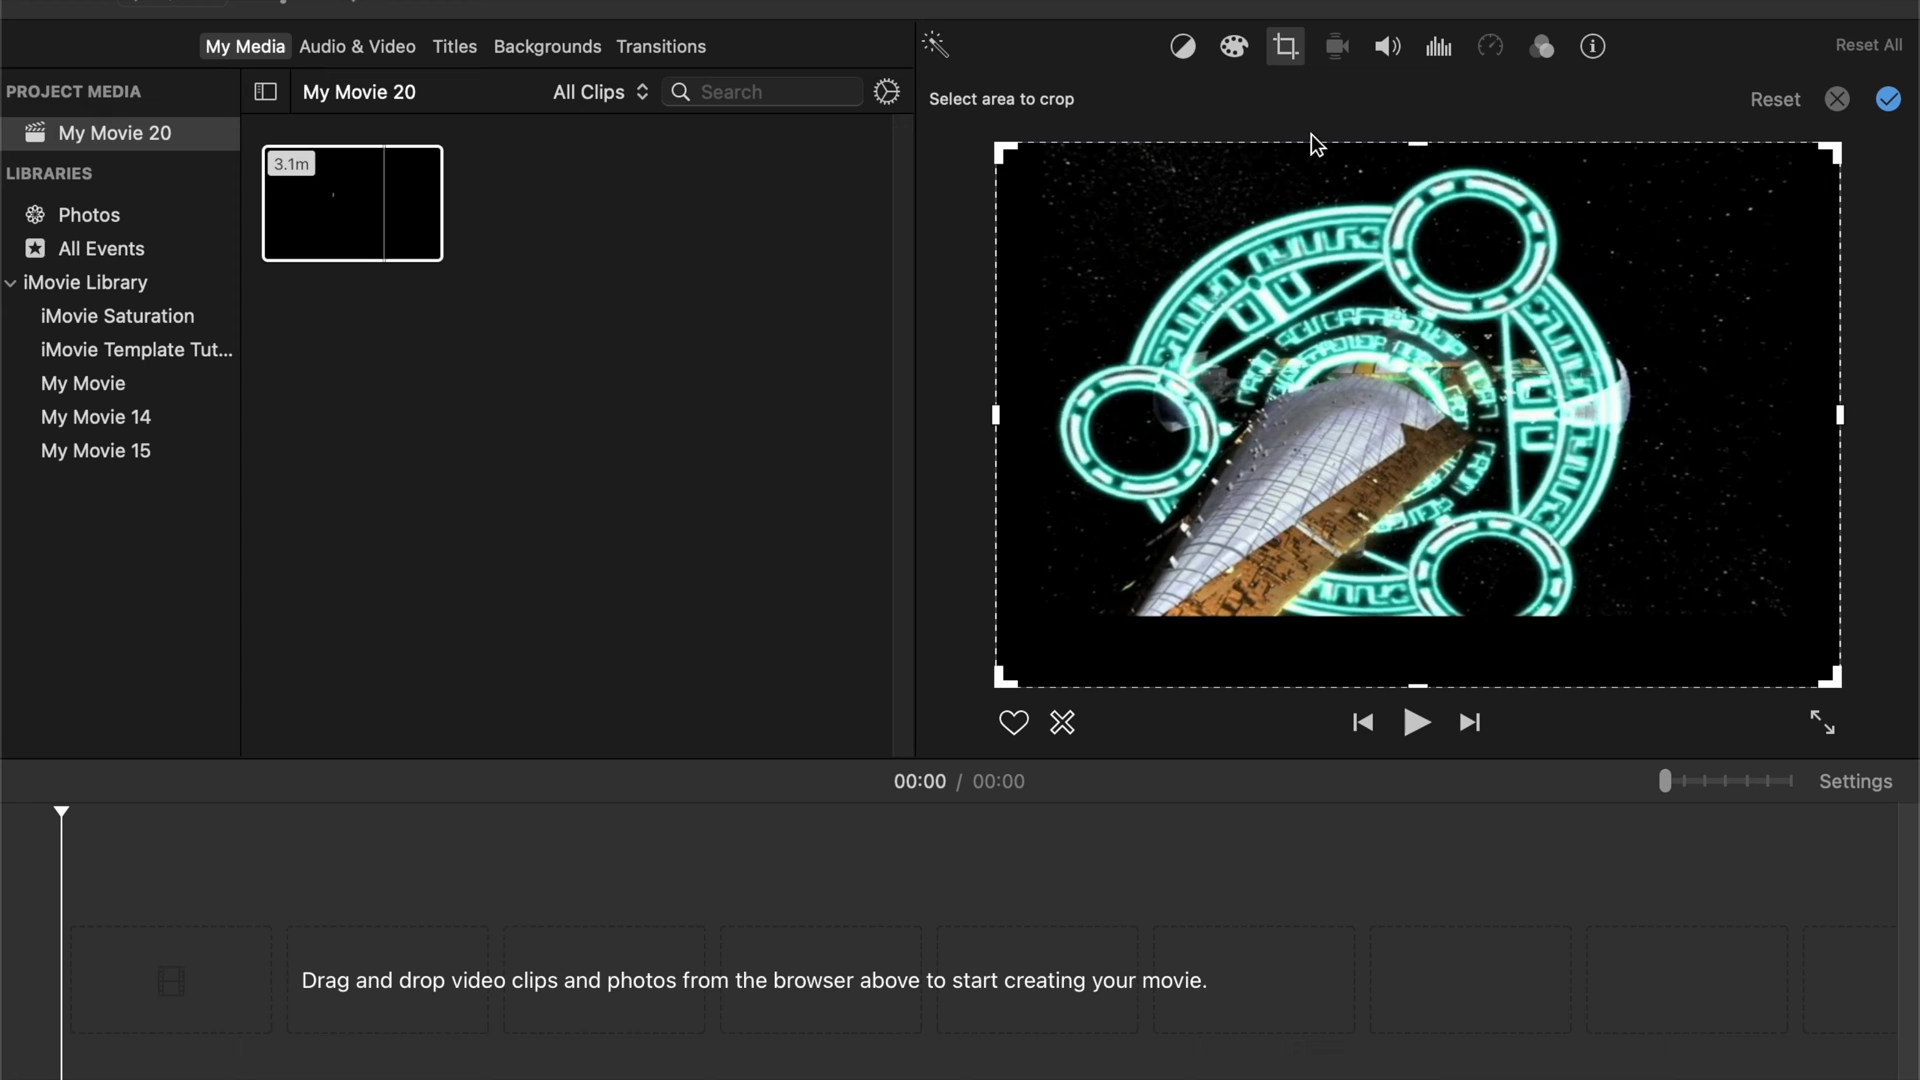 My Media Audio & Video Titles Backgrounds Transitions
Reset All
PROJECT MEDIA
My Movie 20 All Clips Search
Select area to crop Reset
My Movie 20
3.1m
LIBRARIES
Photos
All Events
iMovie Library
iMovie Saturation
iMovie Template Tut...
My Movie
My Movie 14
My Movie 15
00:00 / 00:00 Settings
Drag and drop video clips and photos from the browser above to start creating your movie.